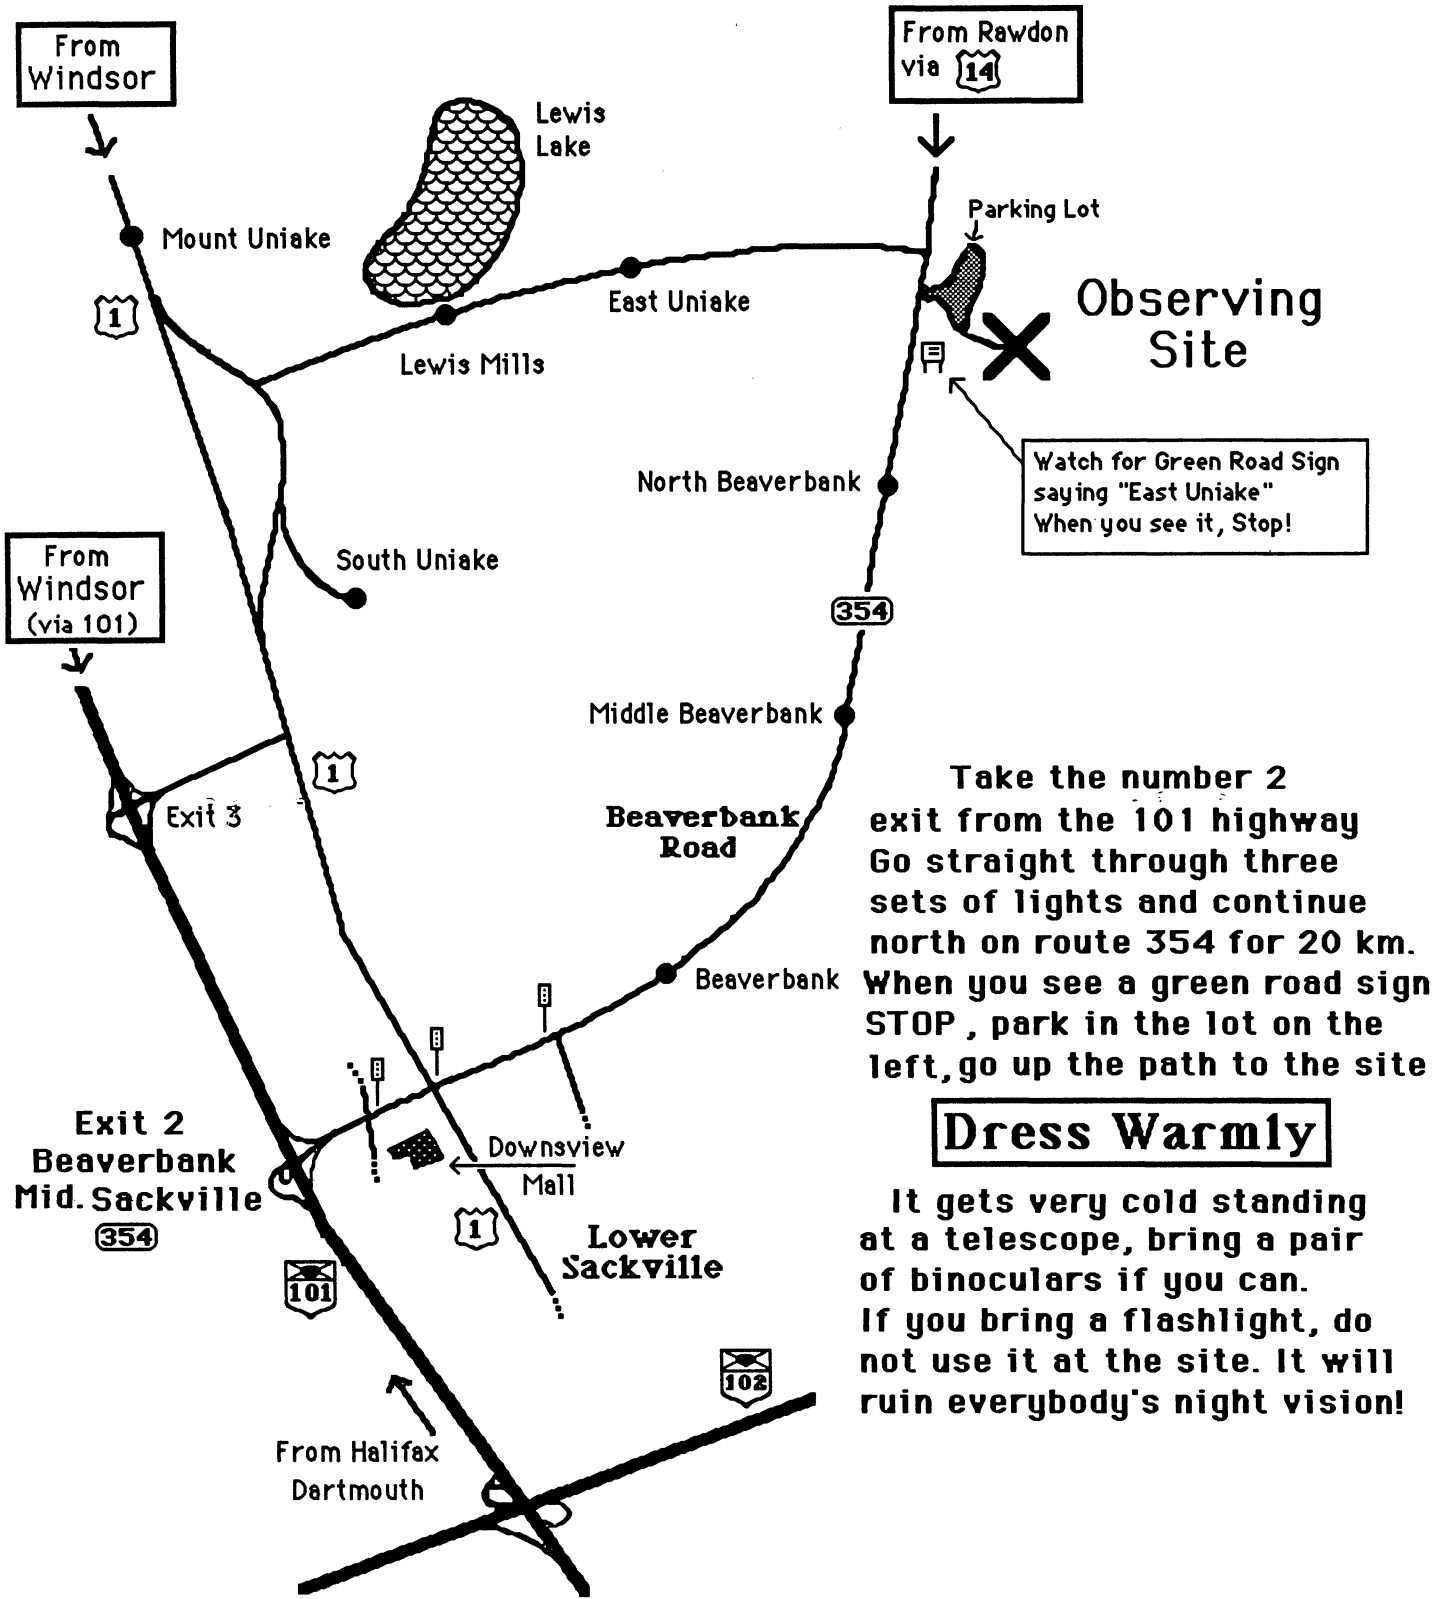 From
Windsor
From Rawdon
via 14
Lewis
Lake
Parking Lot
Mount Uniake
1
East Uniake
Observing
Site
Lewis Mills
Watch for Green Road Sign
saying "East Uniake"
When you see it, Stop!
North Beaverbank
From
Windsor
(via 101)
South Uniake
354
Middle Beaverbank
1
Exit 3
Beaverbank
Road
Take the number 2
exit from the 101 highway
Go straight through three
sets of lights and continue
north on route 354 for 20 km.
When you see a green road sign
STOP, park in the lot on the
left, go up the path to the site
Beaverbank
Exit 2
Beaverbank
Mid. Sackville
354
Downsview
Mall
Dress Warmly
1
Lower
Sackville
101
It gets very cold standing
at a telescope, bring a pair
of binoculars if you can.
If you bring a flashlight, do
not use it at the site. It will
ruin everybody's night vision!
102
From Halifax
Dartmouth